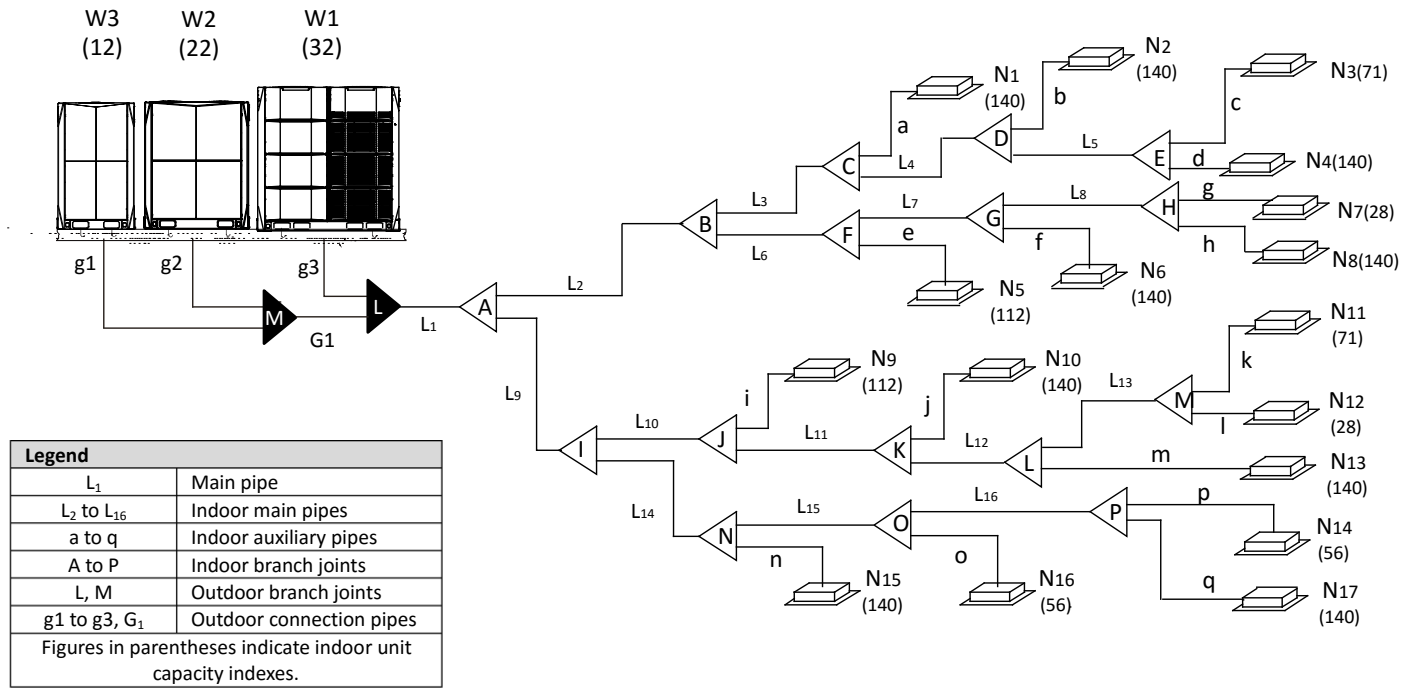 W3 W2 W1
(12) (22) (32)
g1 g2 g3
M L
G1 L₁
A
L₂
B
L₃
C
a
N1
(140)
L₄
D
b
N2
(140)
L₅
E
c
N3(71)
d
N4(140)
L₆
F
e
N5
(112)
L₇
G
f
N6
(140)
L₈
H
g
N7(28)
h
N8(140)
L₉
I
L₁₀
J
i
N9
(112)
L₁₁
K
j
N10
(140)
L₁₂
L
L₁₃
M
k
N11
(71)
l
N12
(28)
m
N13
(140)
L₁₄
N
n
N15
(140)
L₁₅
O
o
N16
(56)
L₁₆
P
p
N14
(56)
q
N17
(140)
Legend
L₁ Main pipe
L₂ to L₁₆ Indoor main pipes
a to q Indoor auxiliary pipes
A to P Indoor branch joints
L, M Outdoor branch joints
g1 to g3, G₁ Outdoor connection pipes
Figures in parentheses indicate indoor unit
capacity indexes.